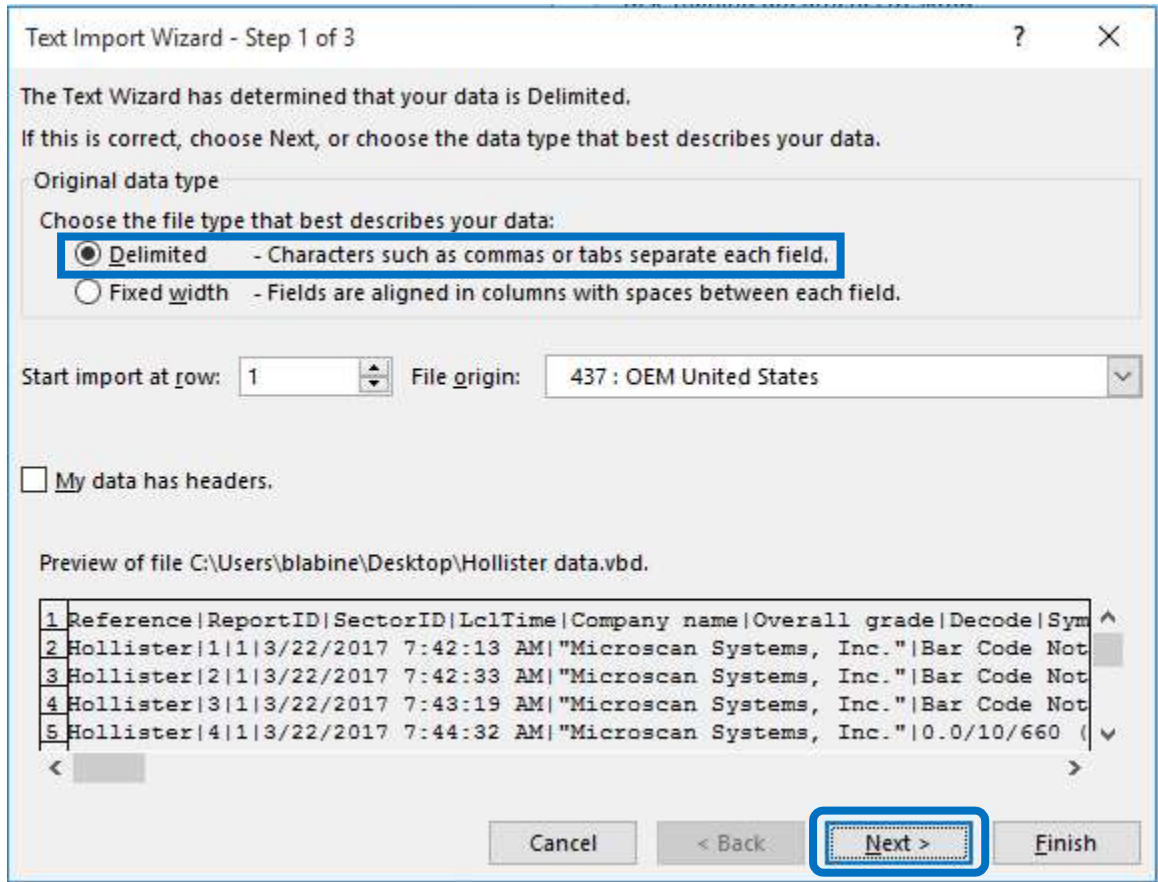 Text Import Wizard - Step 1 of 3 ?
The Text Wizard has determined that your data is Delimited.
If this is correct, choose Next, or choose the data type that best describes your data.
Original data type
Choose the file type that best describes your data:
Delimited - Characters such as commas or tabs separate each field.
Fixed width - Fields are aligned in columns with spaces between each field.
Start import at row: 1 File origin: 437 : OEM United States
My data has headers.
Preview of file C:\Users\blabine\Desktop\Hollister data.vbd.
1 Reference|ReportID|SectorID|LclTime|Company name|Overall grade|Decode|Sym
2 Hollister|1|1|3/22/2017 7:42:13 AM|"Microscan Systems, Inc."|Bar Code Not
3 Hollister|2|1|3/22/2017 7:42:33 AM|"Microscan Systems, Inc."|Bar Code Not
4 Hollister|3|1|3/22/2017 7:43:19 AM|"Microscan Systems, Inc."|Bar Code Not
5 Hollister|4|1|3/22/2017 7:44:32 AM|"Microscan Systems, Inc."|0.0/10/660 (
Cancel < Back Next > Finish